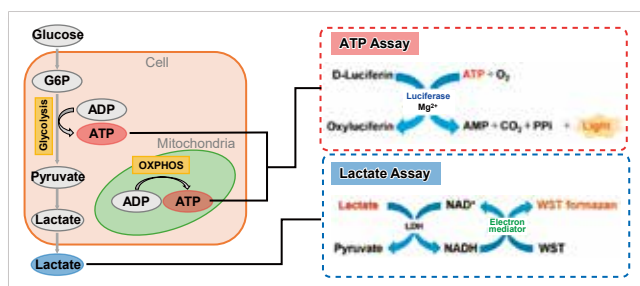 Glucose
Cell
G6P
Glycolysis
ADP
ATP
Mitochondria
OXPHOS
ADP
ATP
Pyruvate
Lactate
Lactate
ATP Assay
D-Luciferin
ATP + O₂
Luciferase
Mg²⁺
Oxyluciferin
AMP + CO₂ + PPi + Light
Lactate Assay
Lactate
NAD⁺
WST formazan
LDH
Electron
mediator
Pyruvate
NADH
WST